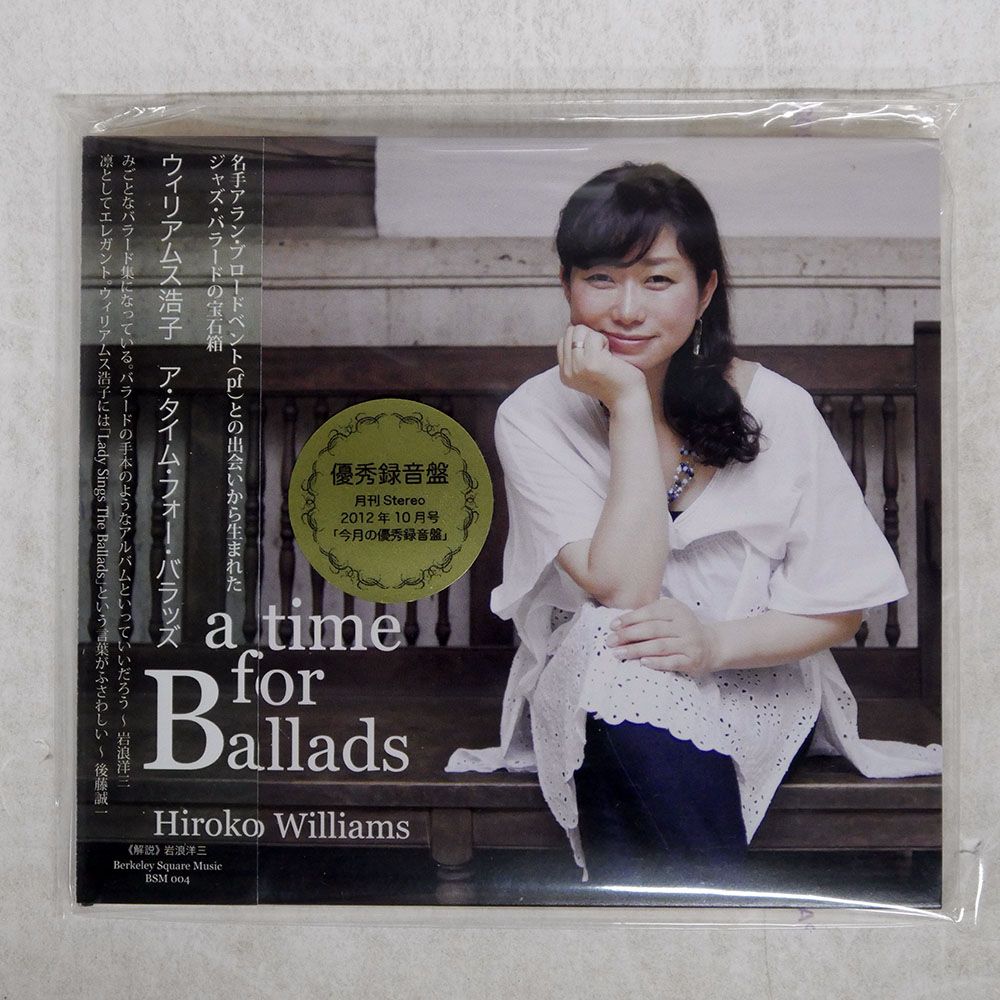 名手アラン・ブロードベント(pf)との出会いから生まれた
ジャズ・バラードの宝石箱
ウィリアムス浩子 ア・タイム・フォー・バラッズ
みごとなバラード集になっている。バラードの手本のようなアルバムといっていいだろう 〜 岩浪洋三
凛としてエレガント。ウィリアムス浩子には「Lady Sings The Ballads」という言葉がふさわしい 〜 後藤誠一
優秀録音盤
月刊 Stereo
2012 年 10 月号
「今月の優秀録音盤」
a time
for
Ballads
Hiroko Williams
《解説》岩浪洋三
Berkeley Square Music
BSM 004